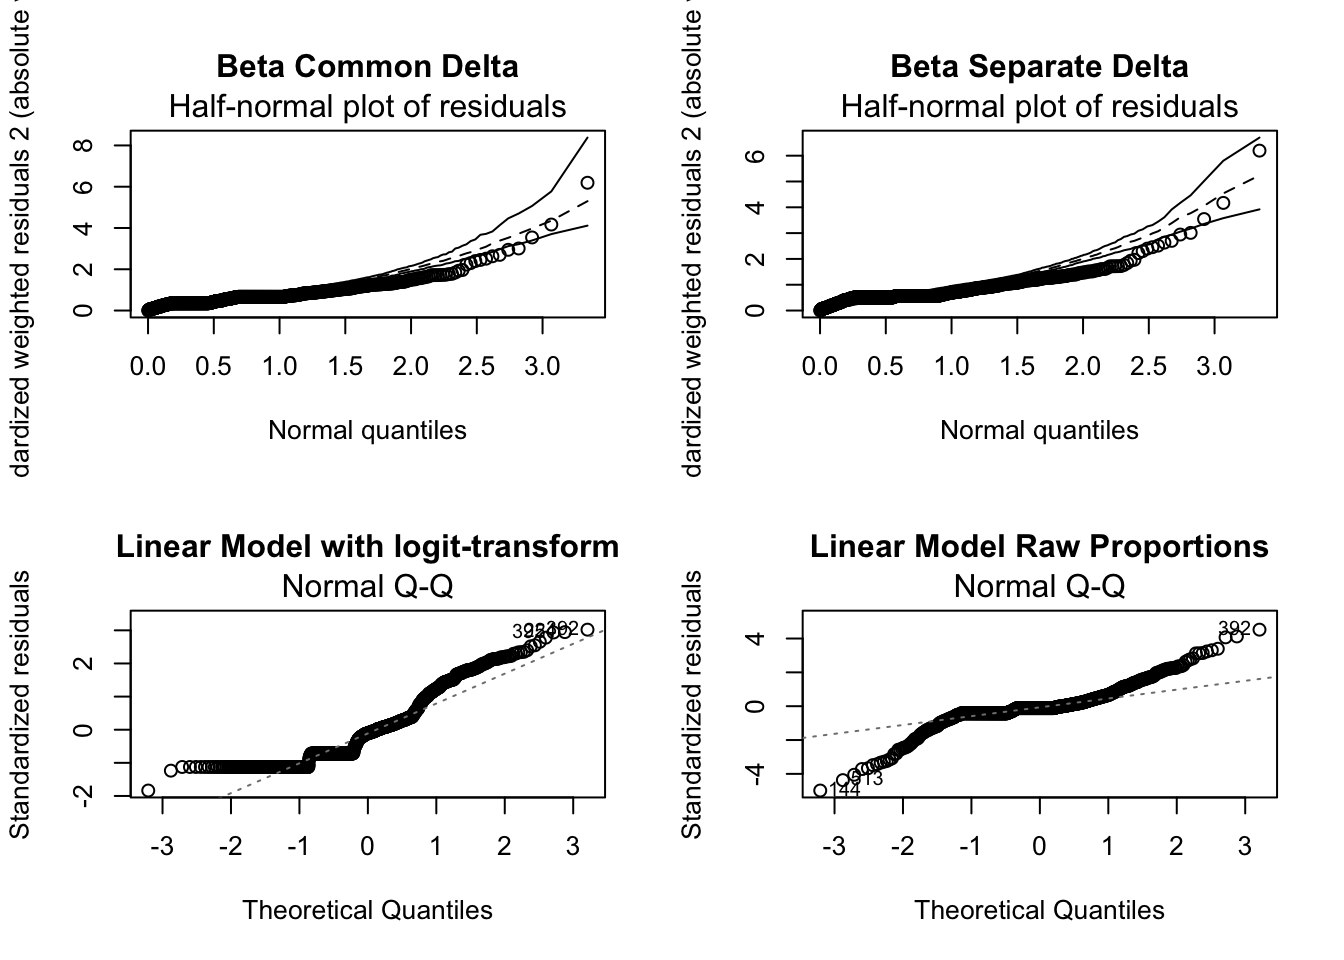 Beta Common Delta
Half-normal plot of residuals
dardized weighted residuals 2 (absolute
8
6
4
2
0
0.0 0.5 1.0 1.5 2.0 2.5 3.0
Normal quantiles
Beta Separate Delta
Half-normal plot of residuals
dardized weighted residuals 2 (absolute
6
4
2
0
0.0 0.5 1.0 1.5 2.0 2.5 3.0
Normal quantiles
Linear Model with logit-transform
Normal Q-Q
Standardized residuals
2
0
-2
-3 -2 -1 0 1 2 3
Theoretical Quantiles
Linear Model Raw Proportions
Normal Q-Q
Standardized residuals
392
4
0
-4
513
144
-3 -2 -1 0 1 2 3
Theoretical Quantiles